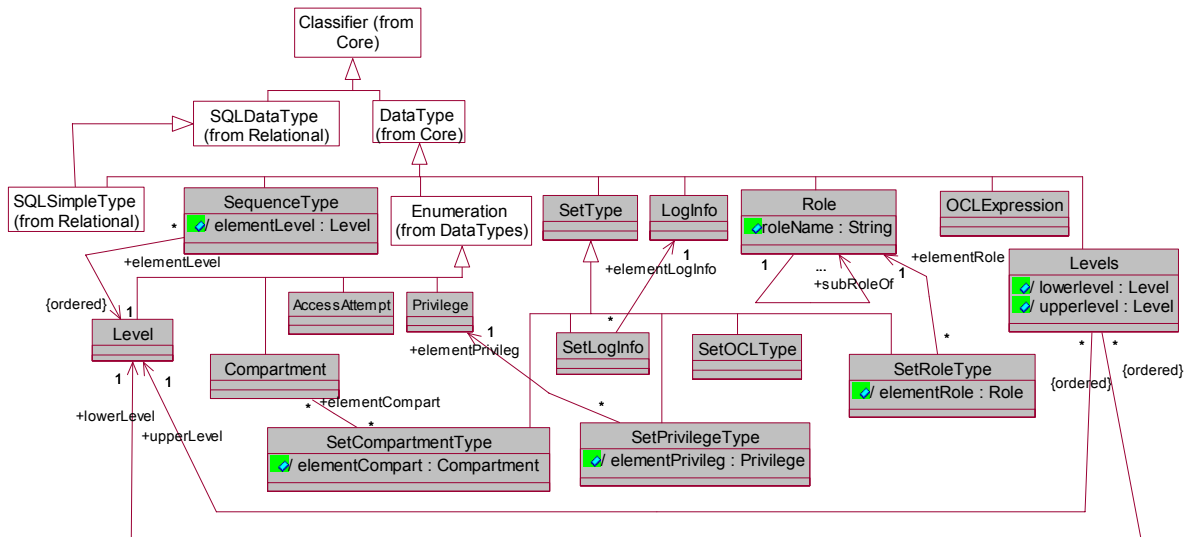 Classifier (from
Core)
SQLDataType
(from Relational)
DataType
(from Core)
SQLSimpleType
(from Relational)
SequenceType
/ elementLevel : Level
Enumeration
(from DataTypes)
SetType
LogInfo
Role
roleName : String
OCLExpression
Levels
/ lowerlevel : Level
/ upperlevel : Level
*
+elementLevel
{ordered}
1
Level
AccessAttempt
Privilege
1
+elementPrivileg
1
+elementLogInfo
*
SetLogInfo
SetOCLType
1
...
+subRoleOf
1
+elementRole
*
SetRoleType
/ elementRole : Role
*
{ordered}
*
{ordered}
Compartment
*
+elementCompart
*
SetCompartmentType
/ elementCompart : Compartment
*
SetPrivilegeType
/ elementPrivileg : Privilege
1
+lowerLevel
1
+upperLevel